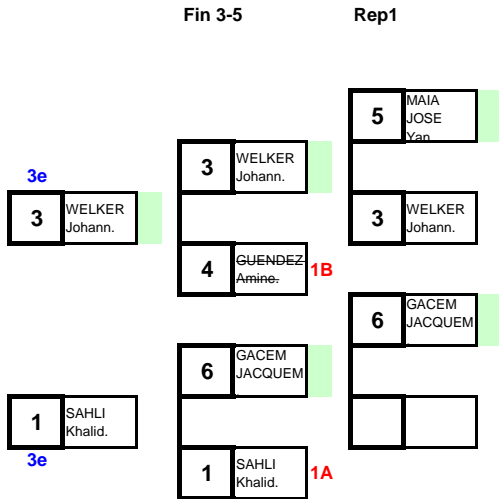 Fin 3-5 Rep1
5 MAIA
JOSE
Yan
3 WELKER
Johann.
3e
3 WELKER
Johann.
3 WELKER
Johann.
4 GUENDEZ
Amine.
1B
6 GACEM
JACQUEM
6 GACEM
JACQUEM
1 SAHLI
Khalid.
3e
1 SAHLI
Khalid.
1A